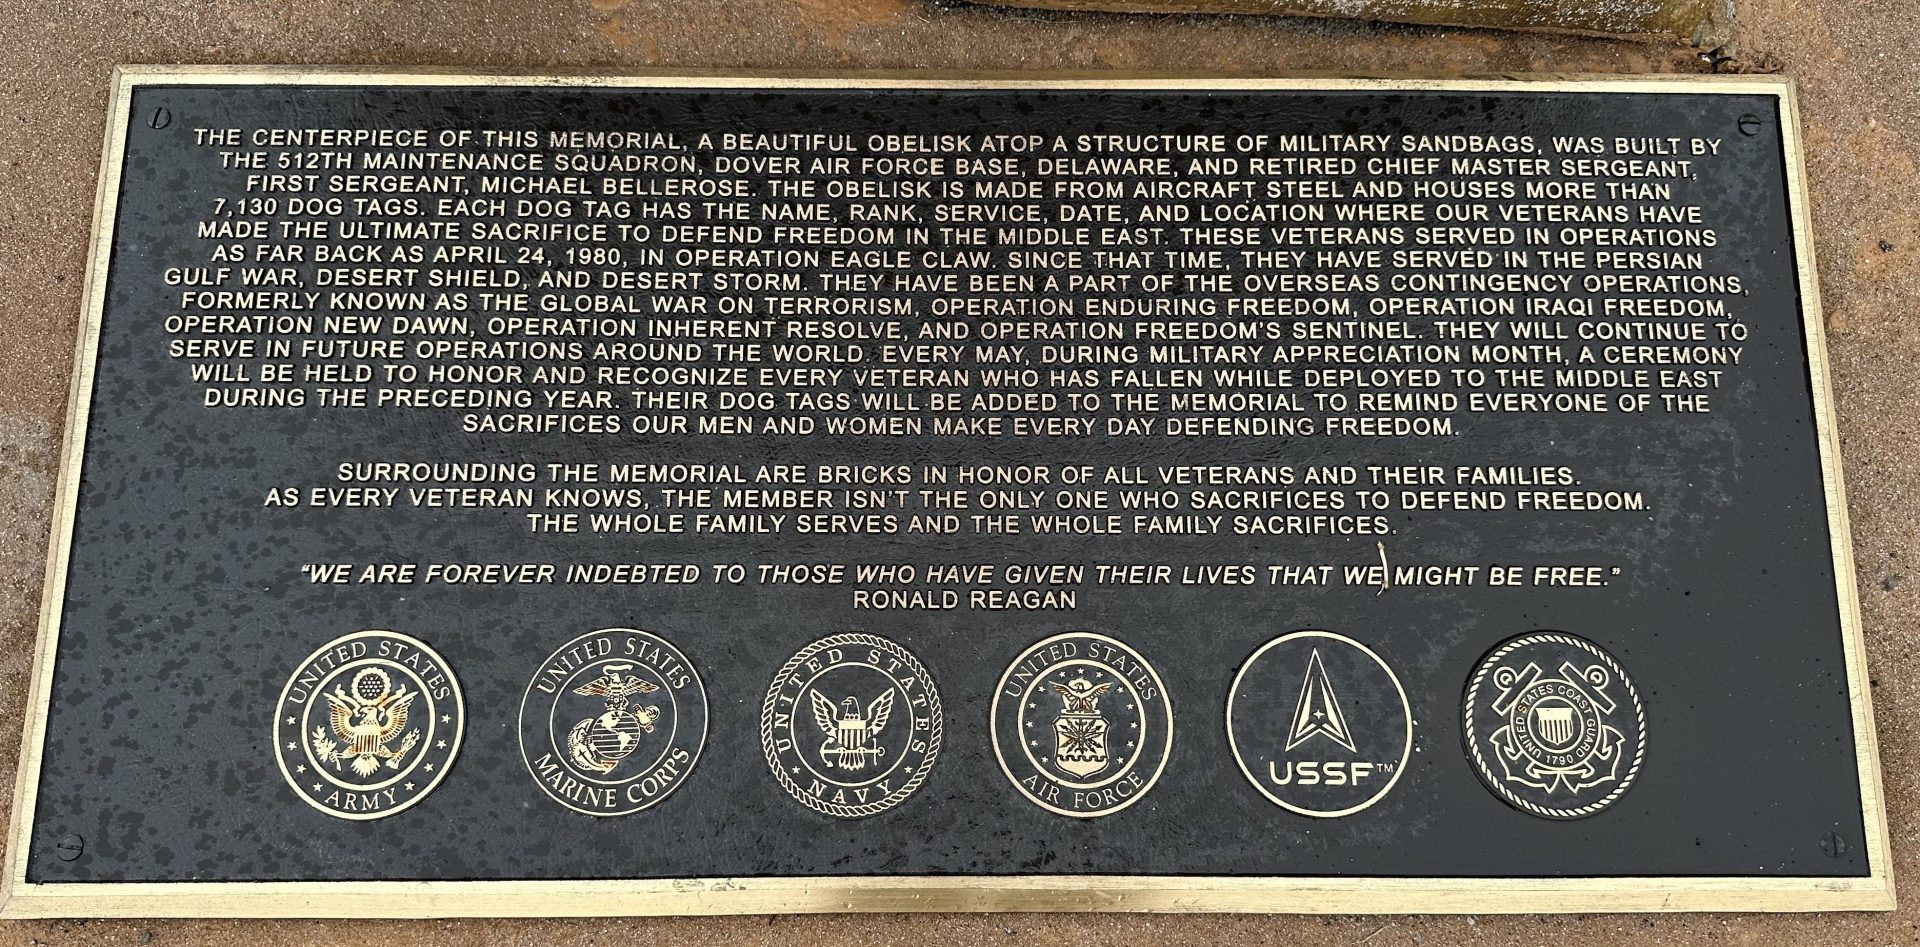 THE CENTERPIECE OF THIS MEMORIAL, A BEAUTIFUL OBELISK ATOP A STRUCTURE OF MILITARY SANDBAGS, WAS BUILT BY
THE 512TH MAINTENANCE SQUADRON, DOVER AIR FORCE BASE, DELAWARE, AND RETIRED CHIEF MASTER SERGEANT,
FIRST SERGEANT, MICHAEL BELLEROSE. THE OBELISK IS MADE FROM AIRCRAFT STEEL AND HOUSES MORE THAN
7,130 DOG TAGS. EACH DOG TAG HAS THE NAME, RANK, SERVICE, DATE, AND LOCATION WHERE OUR VETERANS HAVE
MADE THE ULTIMATE SACRIFICE TO DEFEND FREEDOM IN THE MIDDLE EAST. THESE VETERANS SERVED IN OPERATIONS
AS FAR BACK AS APRIL 24, 1980, IN OPERATION EAGLE CLAW. SINCE THAT TIME, THEY HAVE SERVED IN THE PERSIAN
GULF WAR, DESERT SHIELD, AND DESERT STORM. THEY HAVE BEEN A PART OF THE OVERSEAS CONTINGENCY OPERATIONS,
FORMERLY KNOWN AS THE GLOBAL WAR ON TERRORISM, OPERATION ENDURING FREEDOM, OPERATION IRAQI FREEDOM,
OPERATION NEW DAWN, OPERATION INHERENT RESOLVE, AND OPERATION FREEDOM'S SENTINEL. THEY WILL CONTINUE TO
SERVE IN FUTURE OPERATIONS AROUND THE WORLD. EVERY MAY, DURING MILITARY APPRECIATION MONTH, A CEREMONY
WILL BE HELD TO HONOR AND RECOGNIZE EVERY VETERAN WHO HAS FALLEN WHILE DEPLOYED TO THE MIDDLE EAST
DURING THE PRECEDING YEAR. THEIR DOG TAGS WILL BE ADDED TO THE MEMORIAL TO REMIND EVERYONE OF THE
SACRIFICES OUR MEN AND WOMEN MAKE EVERY DAY DEFENDING FREEDOM.
SURROUNDING THE MEMORIAL ARE BRICKS IN HONOR OF ALL VETERANS AND THEIR FAMILIES.
AS EVERY VETERAN KNOWS, THE MEMBER ISN'T THE ONLY ONE WHO SACRIFICES TO DEFEND FREEDOM.
THE WHOLE FAMILY SERVES AND THE WHOLE FAMILY SACRIFICES.
"WE ARE FOREVER INDEBTED TO THOSE WHO HAVE GIVEN THEIR LIVES THAT WE MIGHT BE FREE."
RONALD REAGAN
UNITED STATES
ARMY
UNITED STATES
MARINE CORPS
UNITED STATES
NAVY
UNITED STATES
AIR FORCE
USSF™
UNITED STATES COAST GUARD
1790